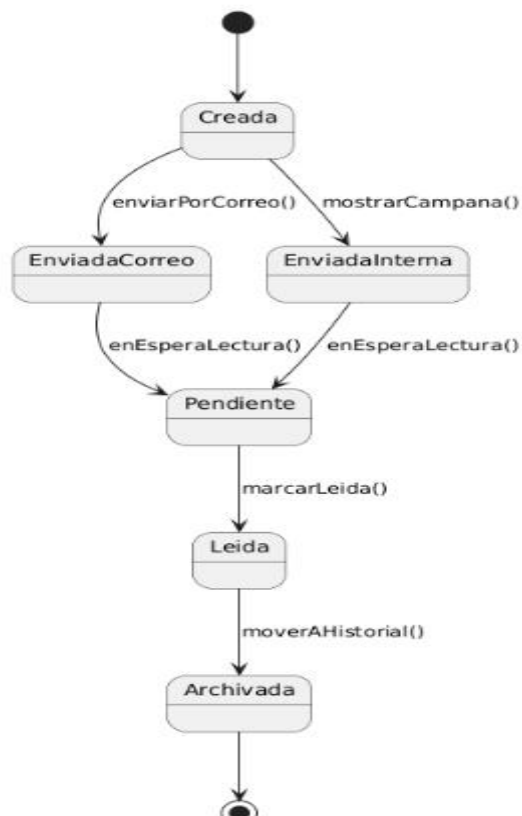 Creada
enviarPorCorreo()
mostrarCampana()
EnviadaCorreo
EnviadaInterna
enEsperaLectura()
enEsperaLectura()
Pendiente
marcarLeida()
Leida
moverAHistorial()
Archivada